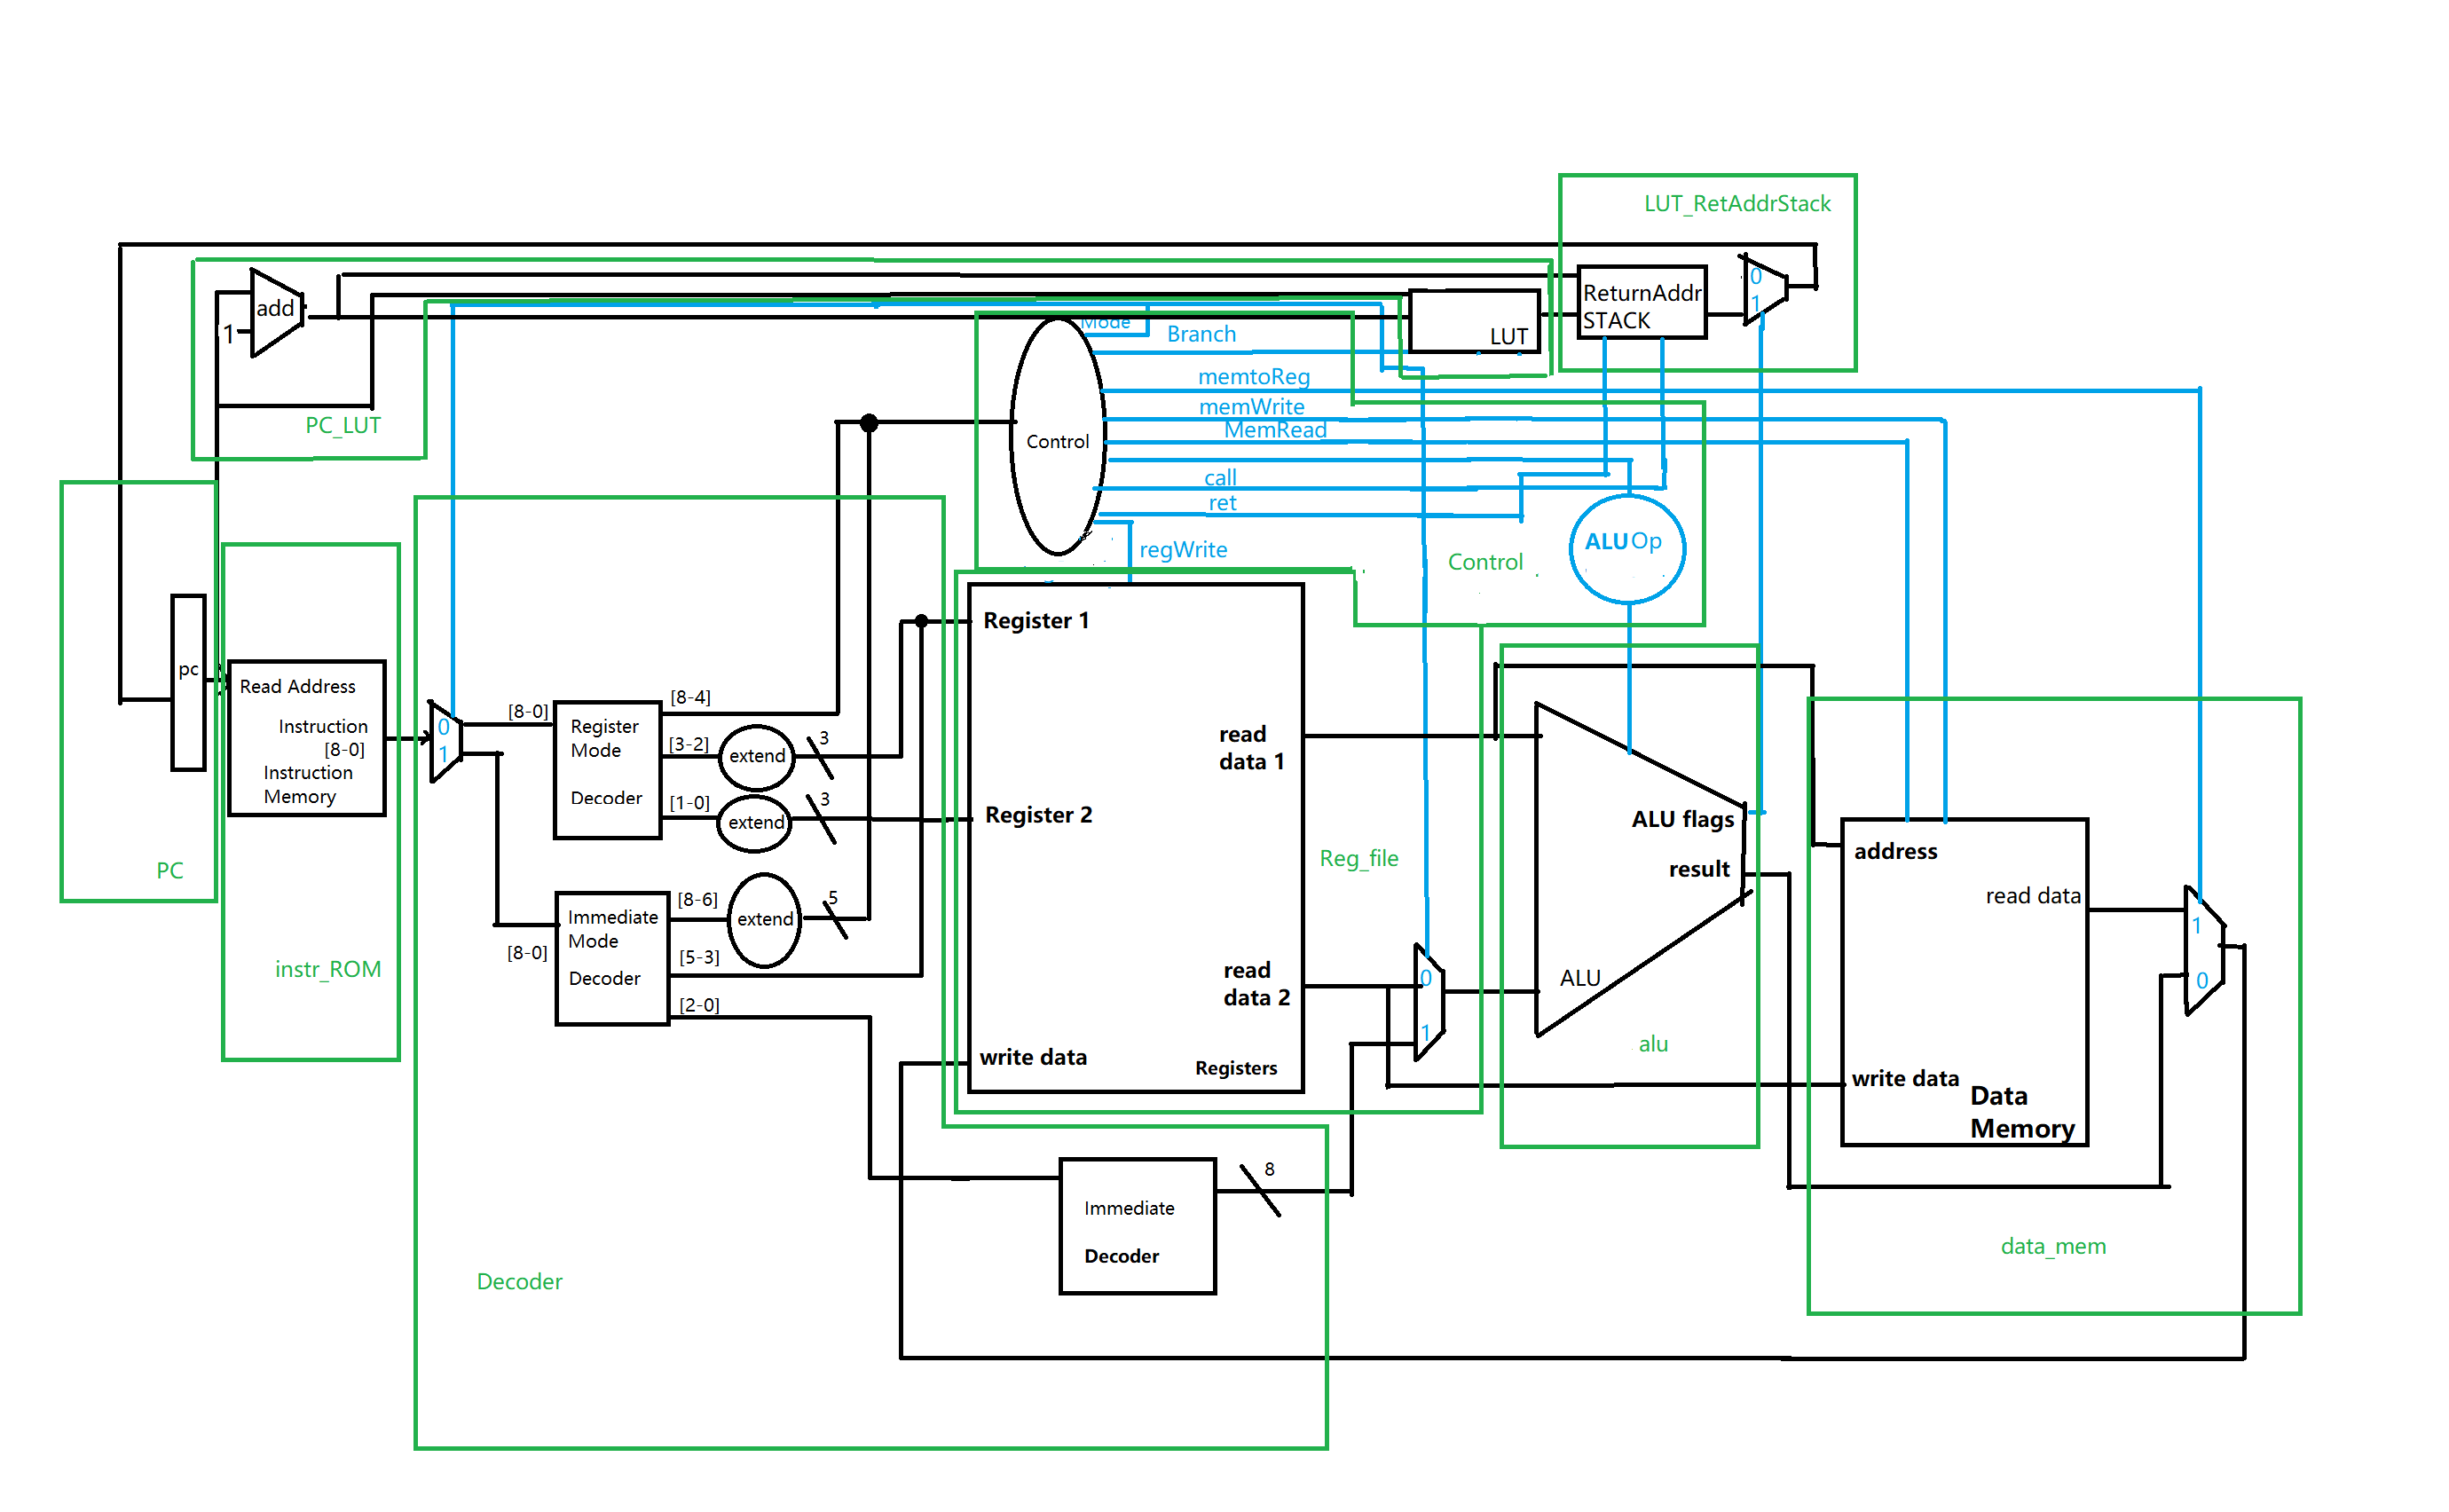 LUT_RetAddrStack
add
1
PC_LUT
Mode
Branch
LUT
ReturnAddr
STACK
0
1
memtoReg
memWrite
MemRead
Control
call
ret
regWrite
ALUOp
Control
pc
PC
Read Address
Instruction
[8-0]
Instruction
Memory
instr_ROM
0
1
[8-0]
Register
Mode
Decoder
[8-4]
[3-2]
extend
3
[1-0]
extend
3
[8-0]
Immediate
Mode
Decoder
[8-6]
extend
5
[5-3]
[2-0]
Decoder
Register 1
Register 2
read
data 1
read
data 2
write data
Registers
Reg_file
Immediate
Decoder
8
0
1
ALU flags
result
ALU
alu
address
read data
write data
Data
Memory
1
0
data_mem